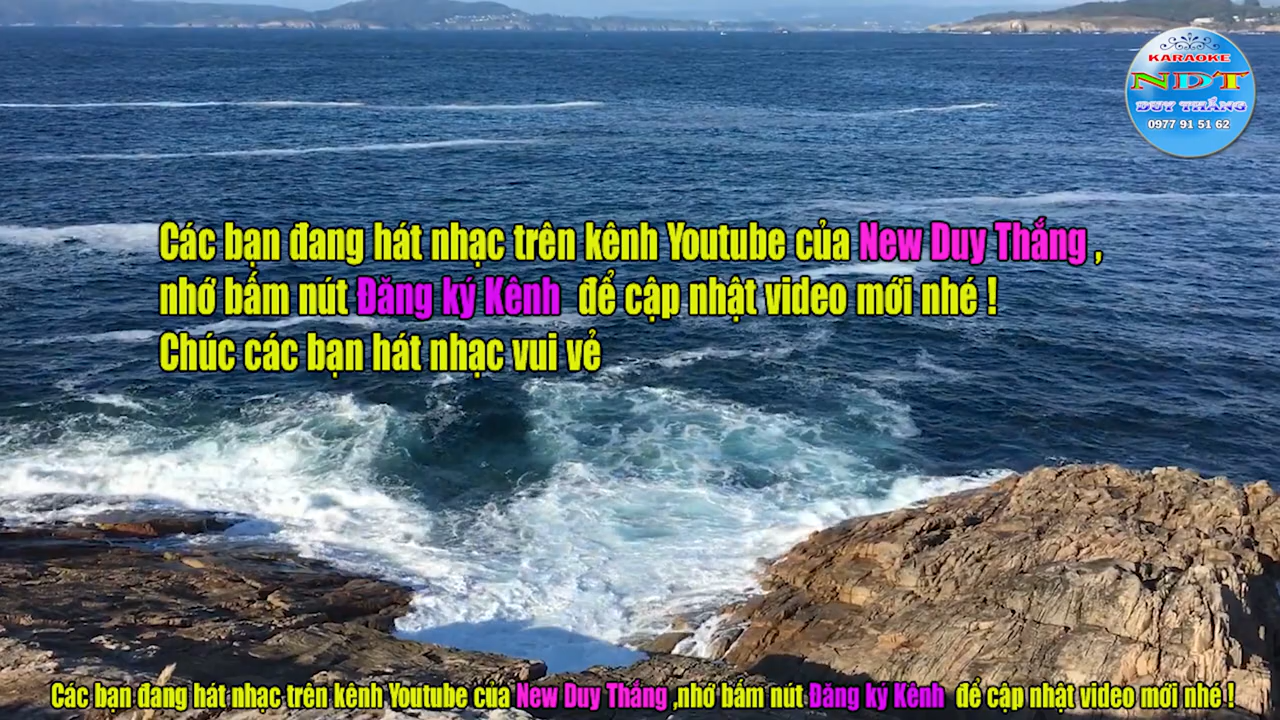 KARAOKE
NDT
DUY THẮNG
0977 91 51 62
Các bạn đang hát nhạc trên kênh Youtube của New Duy Thắng ,
nhớ bấm nút Đăng ký Kênh để cập nhật video mới nhé !
Chúc các bạn hát nhạc vui vẻ
Các bạn đang hát nhạc trên kênh Youtube của New Duy Thắng ,nhớ bấm nút Đăng ký Kênh để cập nhật video mới nhé !